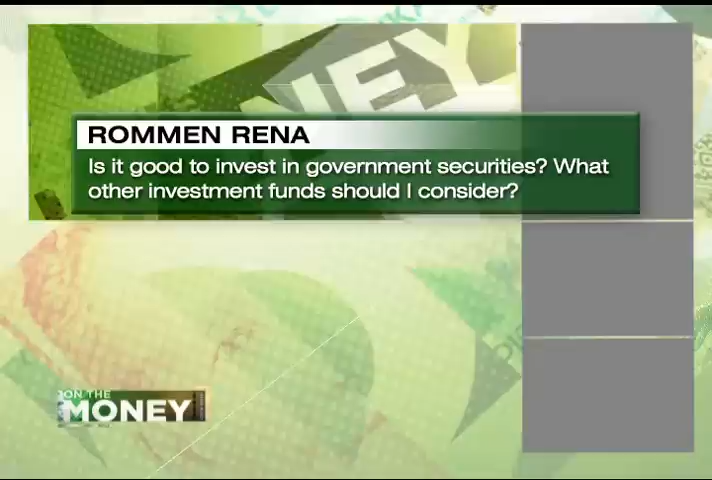 NEY
ROMMEN RENA
Is it good to invest in government securities? What
other investment funds should I consider?
ON THE
MONEY